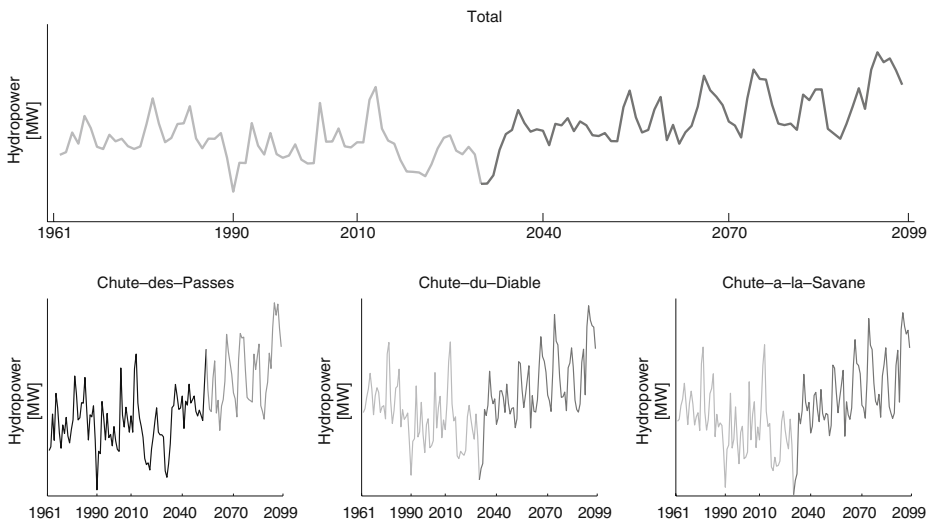 Total
Hydropower
[MW]
1961 1990 2010 2040 2070 2099
Chute–des–Passes
Hydropower
[MW]
1961 1990 2010 2040 2070 2099
Chute–du–Diable
Hydropower
[MW]
1961 1990 2010 2040 2070 2099
Chute–a–la–Savane
Hydropower
[MW]
1961 1990 2010 2040 2070 2099